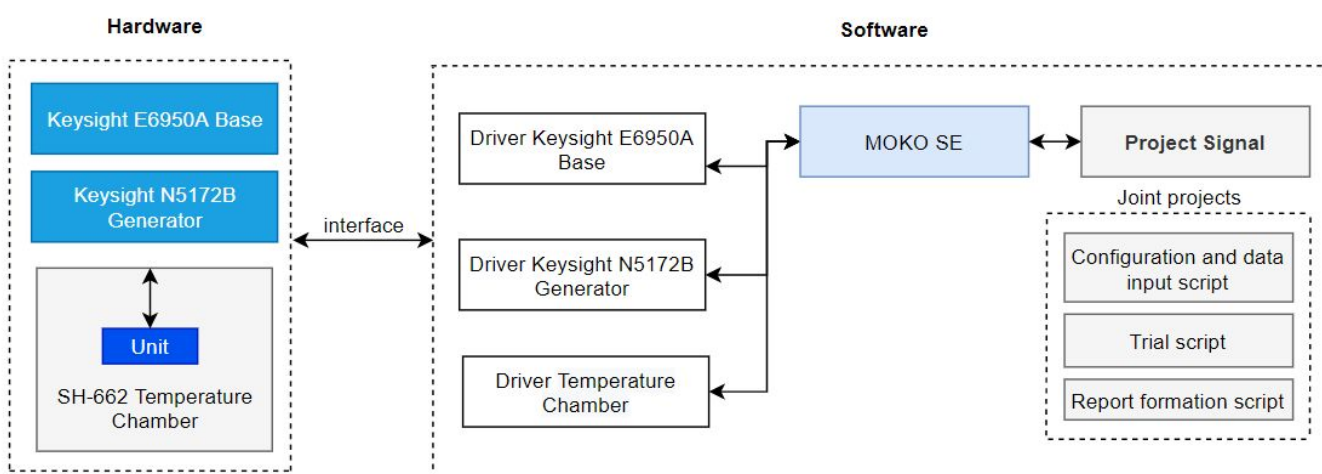 Hardware
Software
Keysight E6950A Base
Keysight N5172B
Generator
Unit
SH-662 Temperature
Chamber
interface
Driver Keysight E6950A
Base
Driver Keysight N5172B
Generator
Driver Temperature
Chamber
MOKO SE
Project Signal
Joint projects
Configuration and data
input script
Trial script
Report formation script